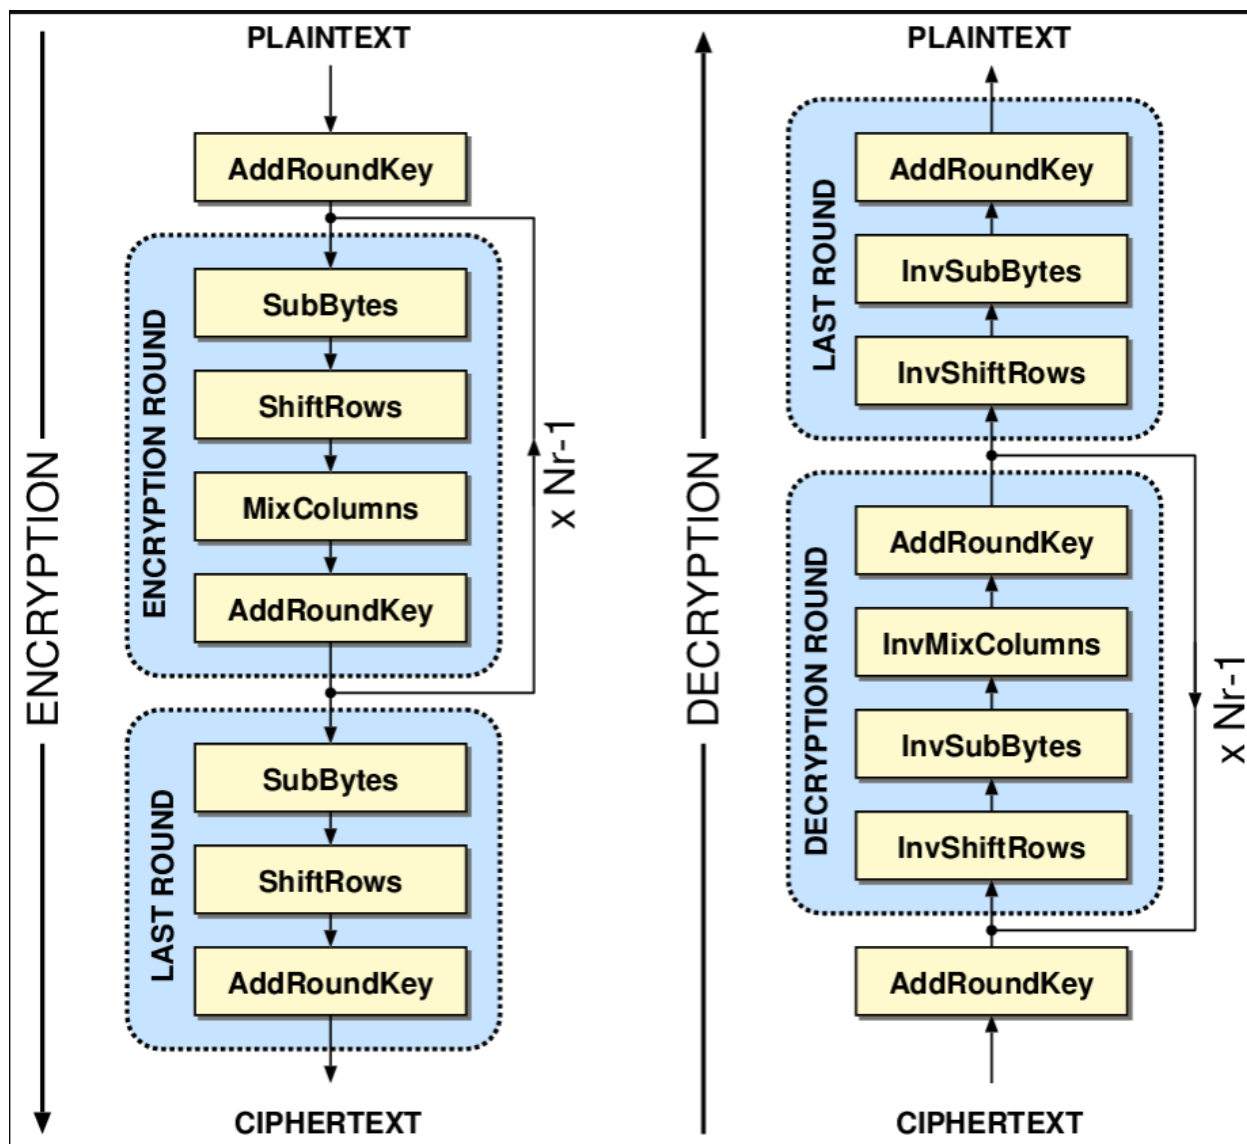 PLAINTEXT
AddRoundKey
ENCRYPTION ROUND
SubBytes
ShiftRows
MixColumns
AddRoundKey
x Nr-1
ENCRYPTION
LAST ROUND
SubBytes
ShiftRows
AddRoundKey
CIPHERTEXT
PLAINTEXT
LAST ROUND
AddRoundKey
InvSubBytes
InvShiftRows
DECRYPTION
DECRYPTION ROUND
AddRoundKey
InvMixColumns
InvSubBytes
InvShiftRows
x Nr-1
AddRoundKey
CIPHERTEXT